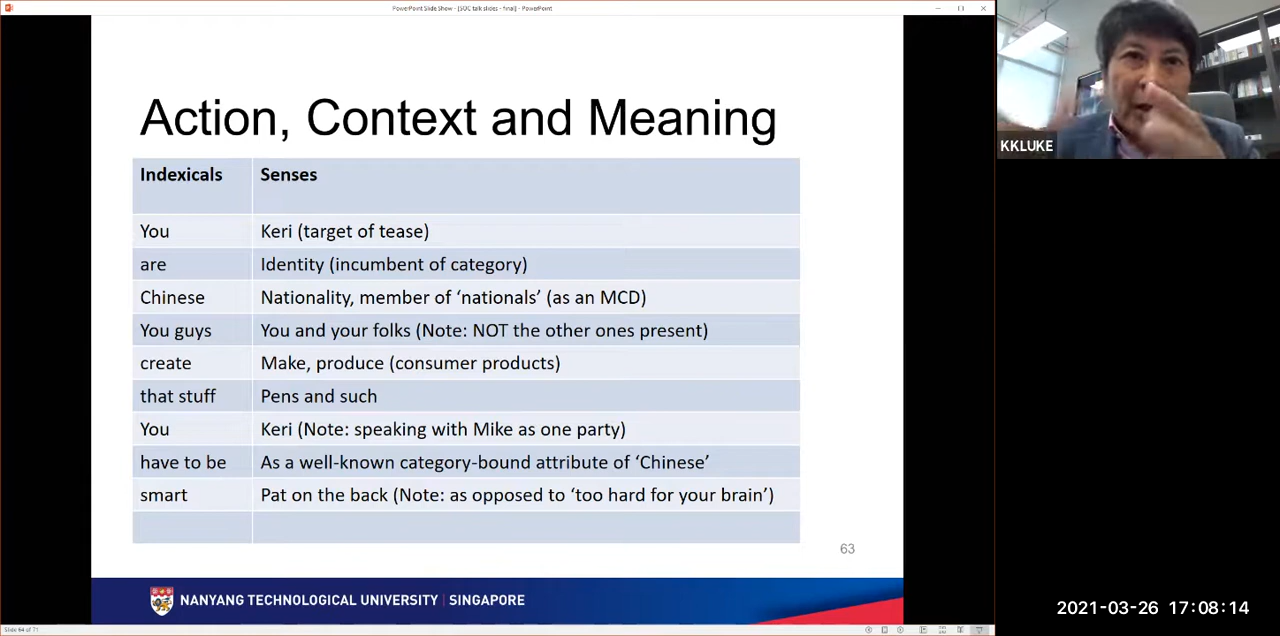 PowerPoint Slide Show - [SOC talk slides - final] - PowerPoint
Action, Context and Meaning
Indexicals Senses
You Keri (target of tease)
are Identity (incumbent of category)
Chinese Nationality, member of ‘nationals’ (as an MCD)
You guys You and your folks (Note: NOT the other ones present)
create Make, produce (consumer products)
that stuff Pens and such
You Keri (Note: speaking with Mike as one party)
have to be As a well-known category-bound attribute of ‘Chinese’
smart Pat on the back (Note: as opposed to ‘too hard for your brain’)
63
NANYANG TECHNOLOGICAL UNIVERSITY | SINGAPORE
Slide 64 of 71
KKLUKE
2021-03-26 17:08:14